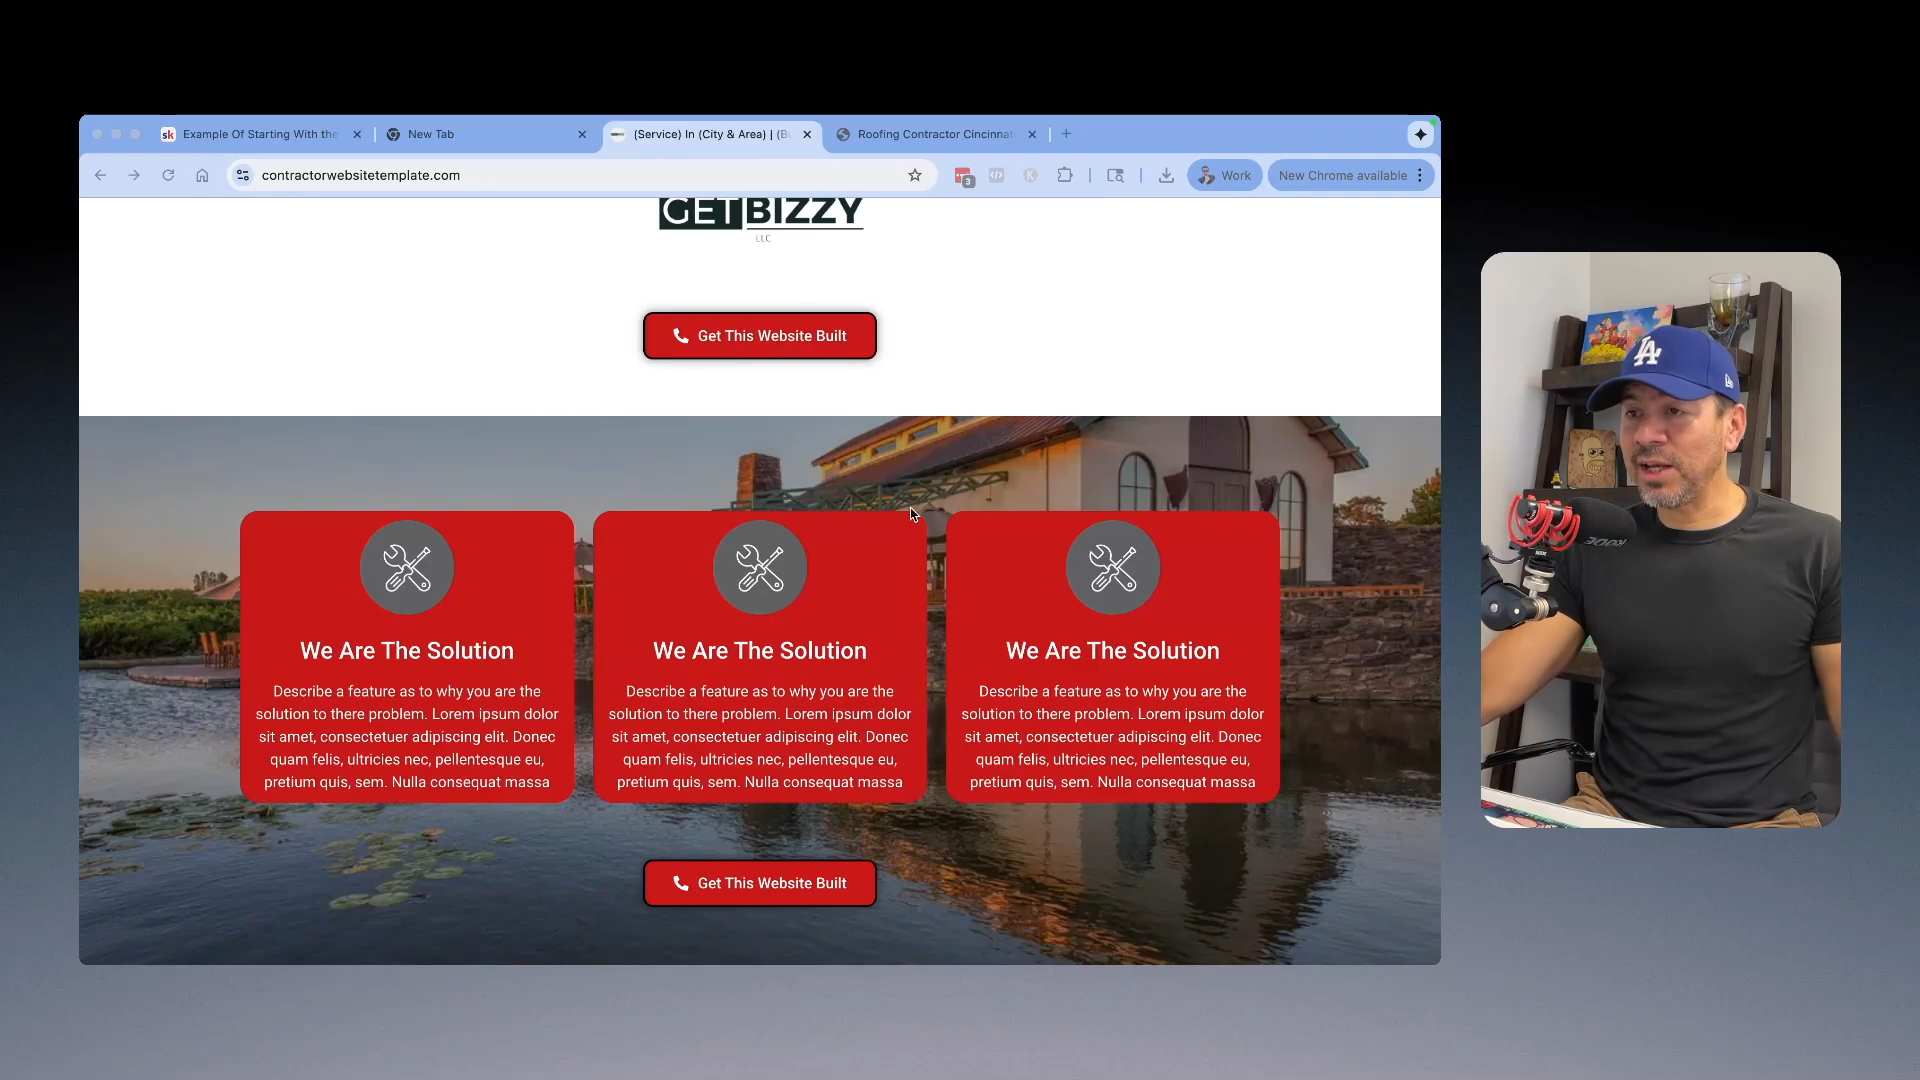 Example Of Starting With the
New Tab
(Service) In (City & Area) | (B
Roofing Contractor Cincinnat
contractorwebsitetemplate.com
3
K
Work
New Chrome available
GETBIZZY
LLC
Get This Website Built
We Are The Solution
Describe a feature as to why you are the
solution to there problem. Lorem ipsum dolor
sit amet, consectetuer adipiscing elit. Donec
quam felis, ultricies nec, pellentesque eu,
pretium quis, sem. Nulla consequat massa
We Are The Solution
Describe a feature as to why you are the
solution to there problem. Lorem ipsum dolor
sit amet, consectetuer adipiscing elit. Donec
quam felis, ultricies nec, pellentesque eu,
pretium quis, sem. Nulla consequat massa
We Are The Solution
Describe a feature as to why you are the
solution to there problem. Lorem ipsum dolor
sit amet, consectetuer adipiscing elit. Donec
quam felis, ultricies nec, pellentesque eu,
pretium quis, sem. Nulla consequat massa
Get This Website Built
sk
LA
RODE
RODE